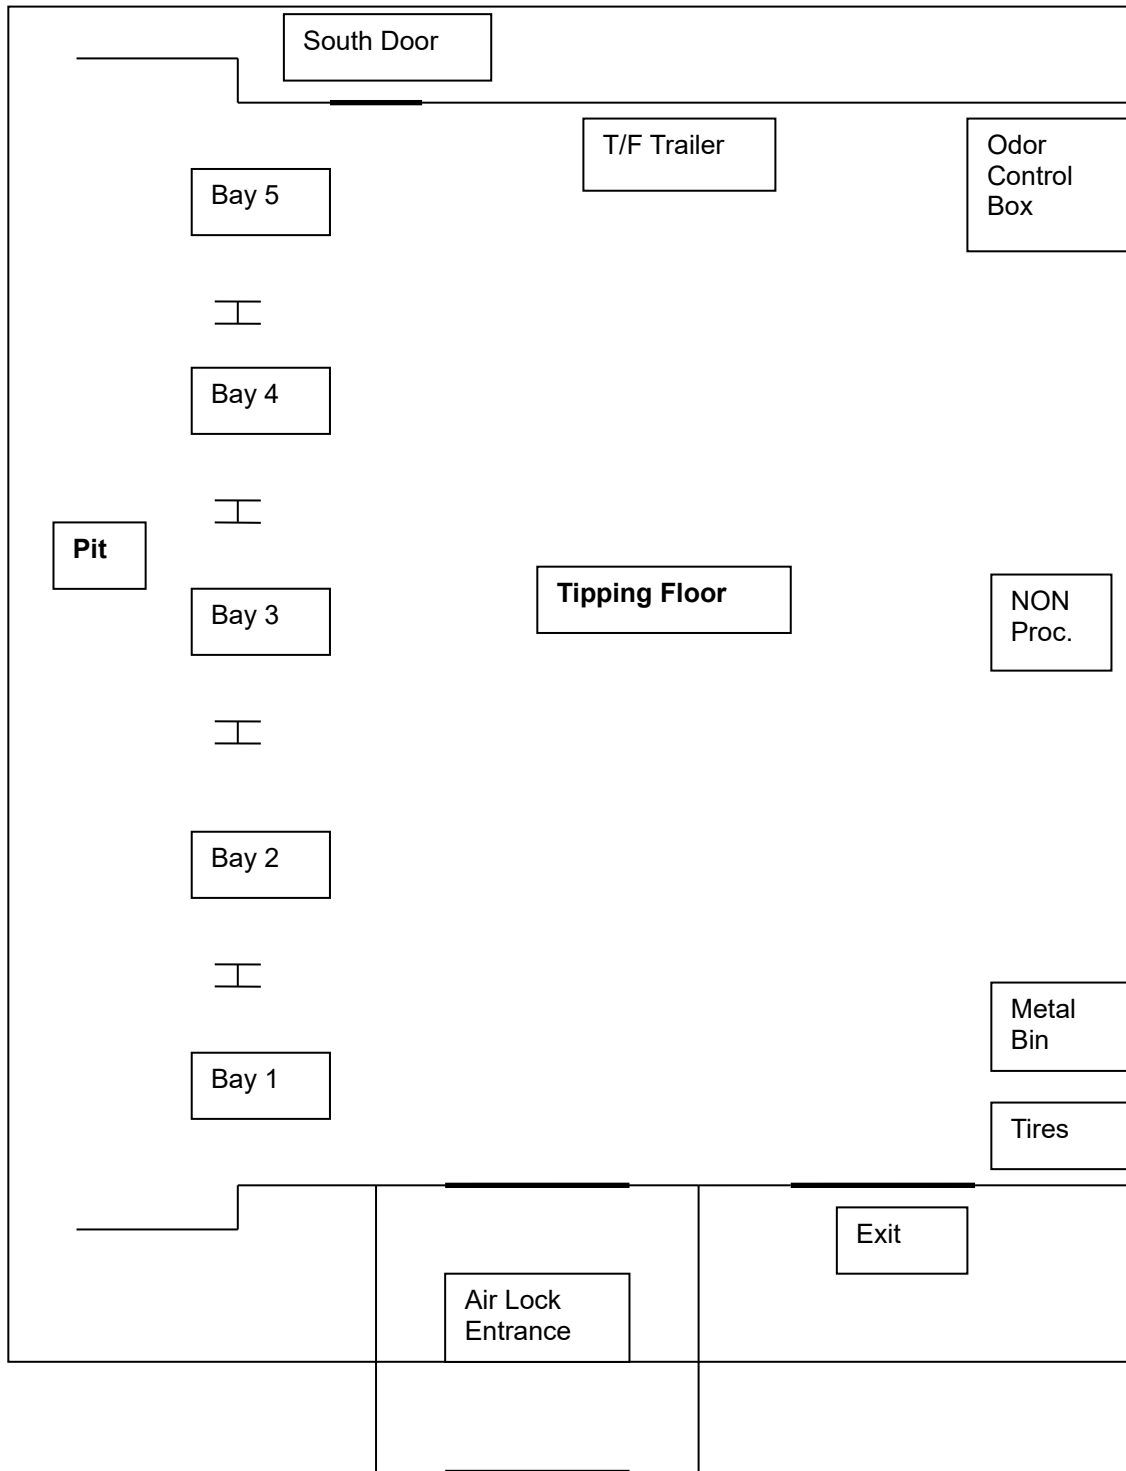 South Door
T/F Trailer
Odor
Control
Box
Bay 5
Bay 4
Pit
Tipping Floor
Bay 3
NON
Proc.
Bay 2
Metal
Bin
Bay 1
Tires
Exit
Air Lock
Entrance